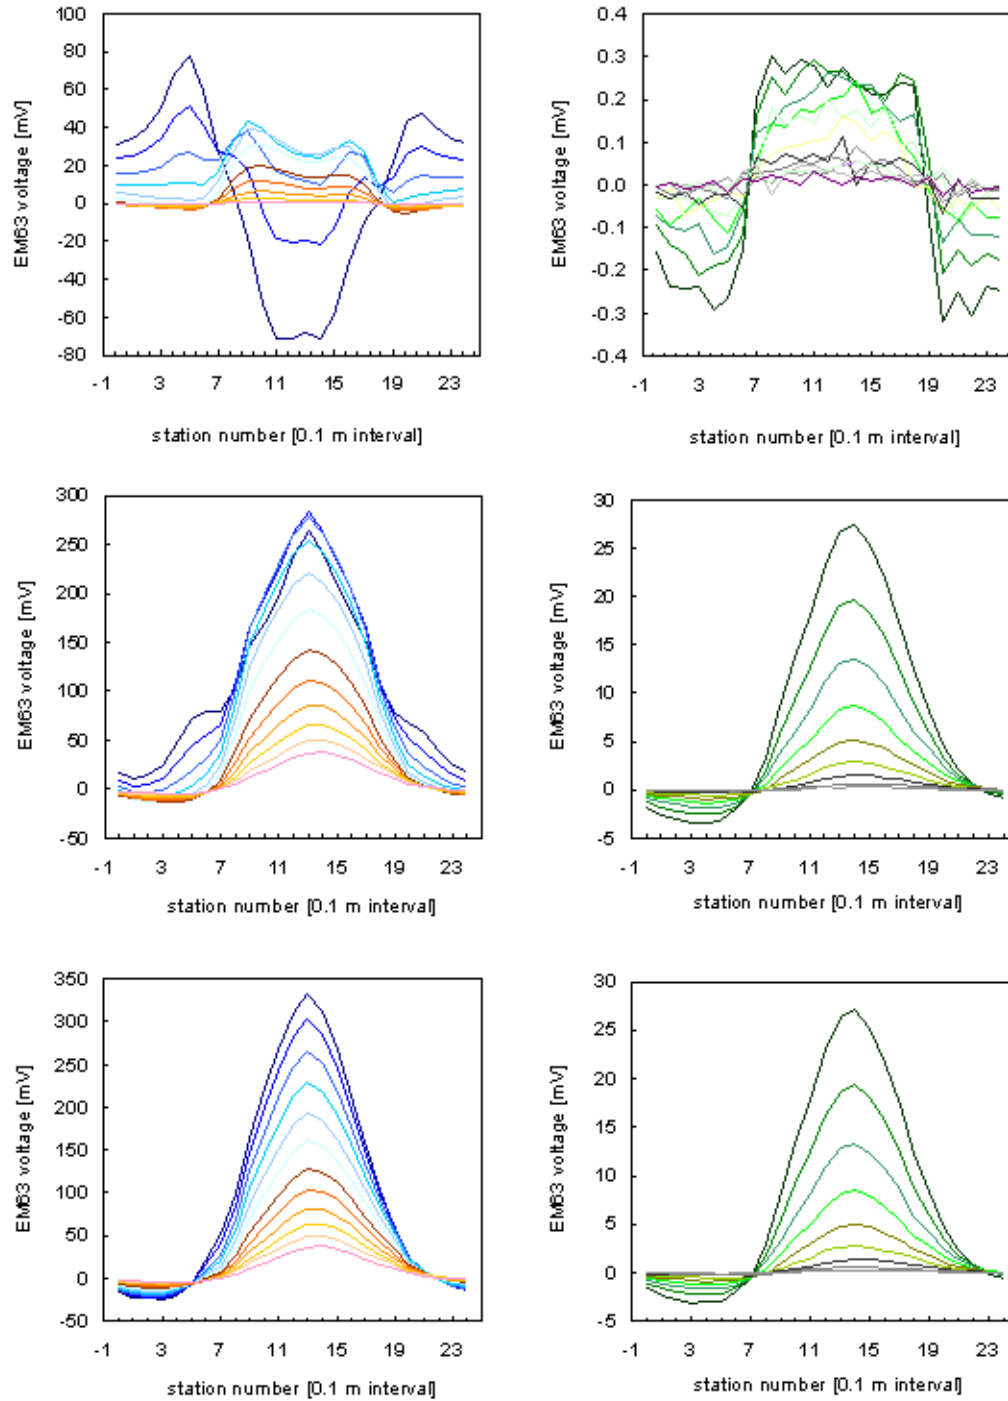 100
80
60
40
20
0
-20
-40
-60
-80
EM63 voltage [mV]
-1 3 7 11 15 19 23
station number [0.1 m interval]
0.4
0.3
0.2
0.1
0.0
-0.1
-0.2
-0.3
-0.4
EM63 voltage [mV]
-1 3 7 11 15 19 23
station number [0.1 m interval]
300
250
200
150
100
50
0
-50
EM63 voltage [mV]
-1 3 7 11 15 19 23
station number [0.1 m interval]
30
25
20
15
10
5
0
-5
EM63 voltage [mV]
-1 3 7 11 15 19 23
station number [0.1 m interval]
350
300
250
200
150
100
50
0
-50
EM63 voltage [mV]
-1 3 7 11 15 19 23
station number [0.1 m interval]
30
25
20
15
10
5
0
-5
EM63 voltage [mV]
-1 3 7 11 15 19 23
station number [0.1 m interval]